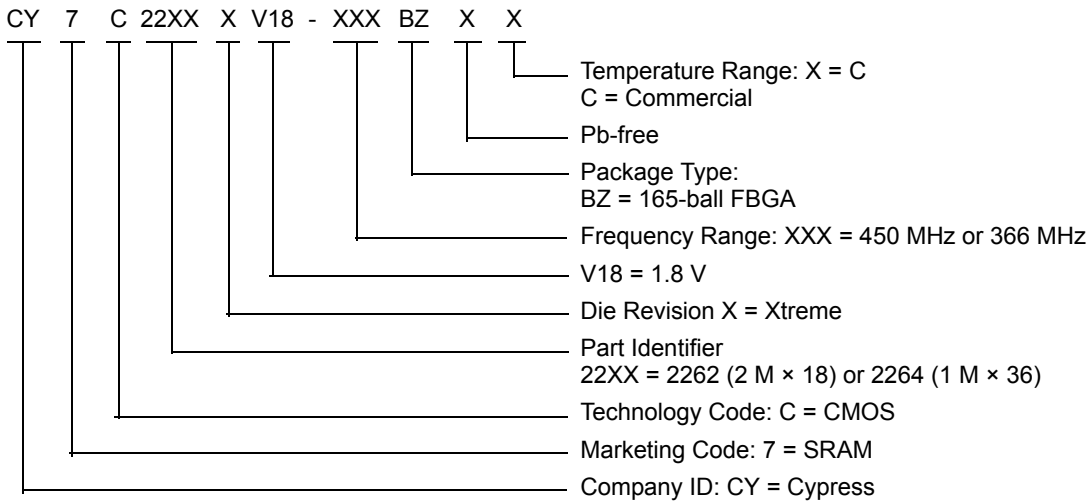 CY 7 C 22XX X V18 - XXX BZ X X
Temperature Range: X = C
C = Commercial
Pb-free
Package Type:
BZ = 165-ball FBGA
Frequency Range: XXX = 450 MHz or 366 MHz
V18 = 1.8 V
Die Revision X = Xtreme
Part Identifier
22XX = 2262 (2 M × 18) or 2264 (1 M × 36)
Technology Code: C = CMOS
Marketing Code: 7 = SRAM
Company ID: CY = Cypress